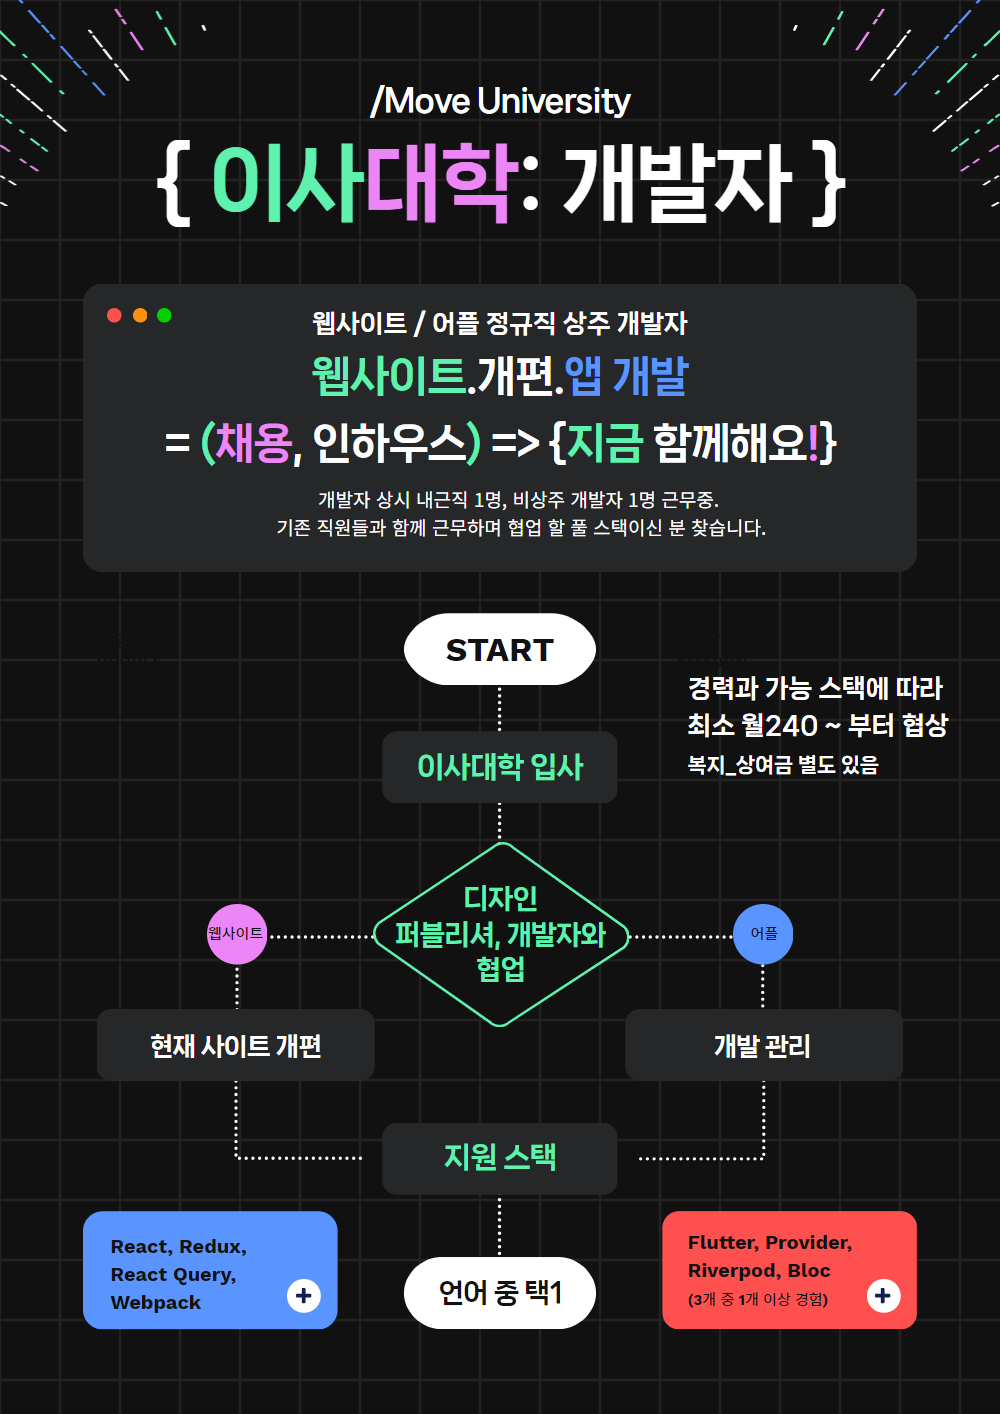 /Move University
{ 이사대학: 개발자 }
웹사이트 / 어플 정규직 상주 개발자
웹사이트.개편.앱 개발
= (채용, 인하우스) => {지금 함께해요!}
개발자 상시 내근직 1명, 비상주 개발자 1명 근무중.
기존 직원들과 함께 근무하며 협업 할 풀 스택이신 분 찾습니다.
START
경력과 가능 스택에 따라
최소 월240 ~ 부터 협상
복지_상여금 별도 있음
이사대학 입사
디자인
퍼블리셔, 개발자와
협업
웹사이트
어플
현재 사이트 개편
개발 관리
지원 스택
React, Redux,
React Query,
Webpack
언어 중 택1
Flutter, Provider,
Riverpod, Bloc
(3개 중 1개 이상 경험)